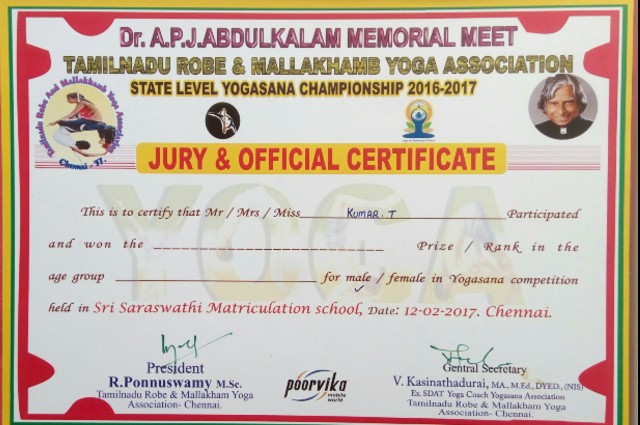 Dr. A.P.J.ABDULKALAM MEMORIAL MEET
TAMILNADU ROBE & MALLAKHAMB YOGA ASSOCIATION
STATE LEVEL YOGASANA CHAMPIONSHIP 2016-2017
Tamilnadu Robe And Mallakhamb Yoga Association
Chennai - 37.
JURY & OFFICIAL CERTIFICATE
YOGA
This is to certify that Mr / Mrs / Miss KUMAR. T Participated
and won the Prize / Rank in the
age group for male / female in Yogasana competition
held in Sri Saraswathi Matriculation school, Date: 12-02-2017. Chennai.
President
R.Ponnuswamy M.Sc.
Tamilnadu Robe & Mallakham Yoga
Association- Chennai.
poorvika
mobile
world
Gentral Secretary
V. Kasinathadurai, MA., M.Ed., DYED., (NIS)
Ex. SDAT Yoga Coach Yogasana Association
Tamilnadu Robe & Mallakham Yoga
Association- Chennai.